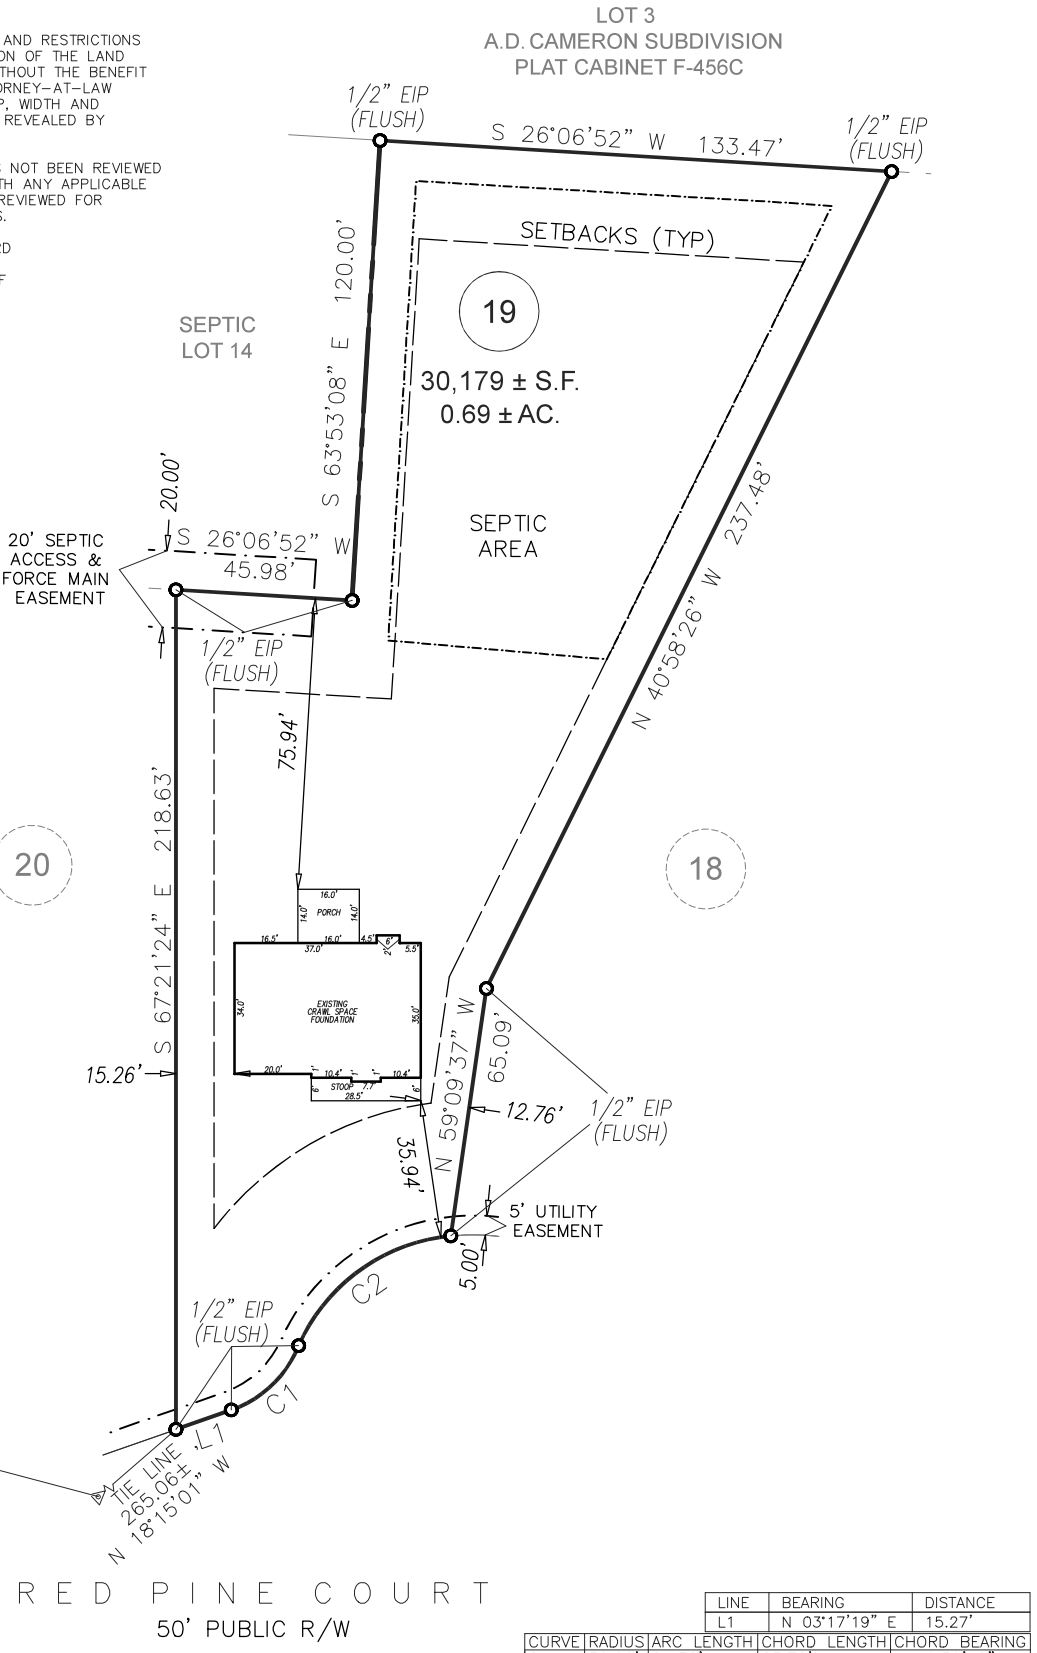 LOT 3
A.D. CAMERON SUBDIVISION
PLAT CABINET F-456C
AND RESTRICTIONS
ON OF THE LAND
THOUT THE BENEFIT
ORNEY-AT-LAW
P, WIDTH AND
REVEALED BY
NOT BEEN REVIEWED
TH ANY APPLICABLE
REVIEWED FOR
S.
RD
F
1/2" EIP
(FLUSH)
S 26°06'52" W 133.47'
1/2" EIP
(FLUSH)
SETBACKS (TYP)
S 63°53'08" E 120.00'
19
30,179 ± S.F.
0.69 ± AC.
SEPTIC
LOT 14
20.00'
S 26°06'52" W
45.98'
20' SEPTIC
ACCESS &
FORCE MAIN
EASEMENT
1/2" EIP
(FLUSH)
SEPTIC
AREA
N 40°58'26" W 237.48'
75.94'
S 67°21'24" E 218.63'
20
18
16.0'
14.0'
PORCH
14.0'
16.5'
37.0'
16.0'
4.5'
6'
2'
5.5'
34.0'
EXISTING
CRAWL SPACE
FOUNDATION
35.0'
20.0'
1'
10.4'
1'
1'
10.4'
6'
STOOP
7.7'
28.5'
6'
15.26'
N 59°09'37" W
65.09'
12.76'
1/2" EIP
(FLUSH)
35.94'
5' UTILITY
EASEMENT
5.00'
C2
1/2" EIP
(FLUSH)
C1
L1
TIE LINE
265.06±
N 18°15'01" W
RED PINE COURT
50' PUBLIC R/W
LINE BEARING DISTANCE
L1 N 03°17'19" E 15.27'
CURVE RADIUS ARC LENGTH CHORD LENGTH CHORD BEARING